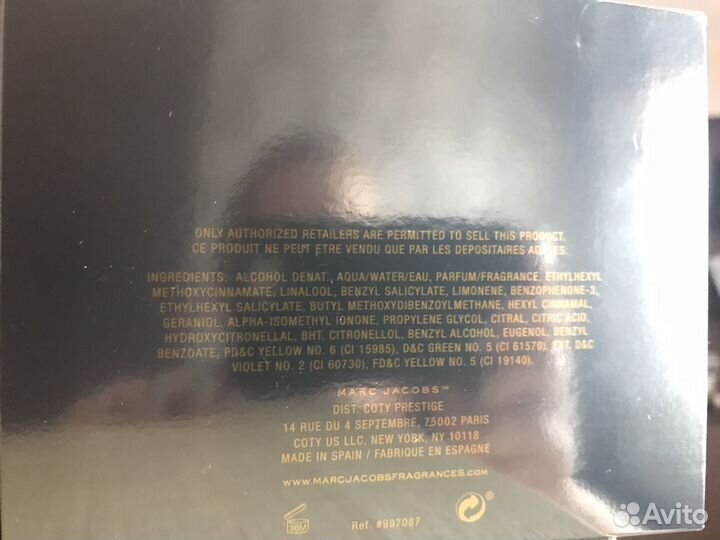 ONLY AUTHORIZED RETAILERS ARE PERMITTED TO SELL THIS PRODUCT.
CE PRODUIT NE PEUT ETRE VENDU QUE PAR LES DEPOSITAIRES AGREES.
INGREDIENTS: ALCOHOL DENAT., AQUA/WATER/EAU, PARFUM/FRAGRANCE, ETHYLHEXYL
METHOXYCINNAMATE, LINALOOL, BENZYL SALICYLATE, LIMONENE, BENZOPHENONE-3,
ETHYLHEXYL SALICYLATE, BUTYL METHOXYDIBENZOYLMETHANE, HEXYL CINNAMAL,
GERANIOL, ALPHA-ISOMETHYL IONONE, PROPYLENE GLYCOL, CITRAL, CITRIC ACID,
HYDROXYCITRONELLAL, BHT, CITRONELLOL, BENZYL ALCOHOL, EUGENOL, BENZYL
BENZOATE, FD&C YELLOW NO. 6 (CI 15985), D&C GREEN NO. 5 (CI 61570), EXT. D&C
VIOLET NO. 2 (CI 60730), FD&C YELLOW NO. 5 (CI 19140).
MARC JACOBS™
DIST. COTY PRESTIGE
14 RUE DU 4 SEPTEMBRE, 75002 PARIS
COTY US LLC, NEW YORK, NY 10118
MADE IN SPAIN / FABRIQUE EN ESPAGNE
WWW.MARCJACOBSFRAGRANCES.COM
36M
Ref. #997087
Avito